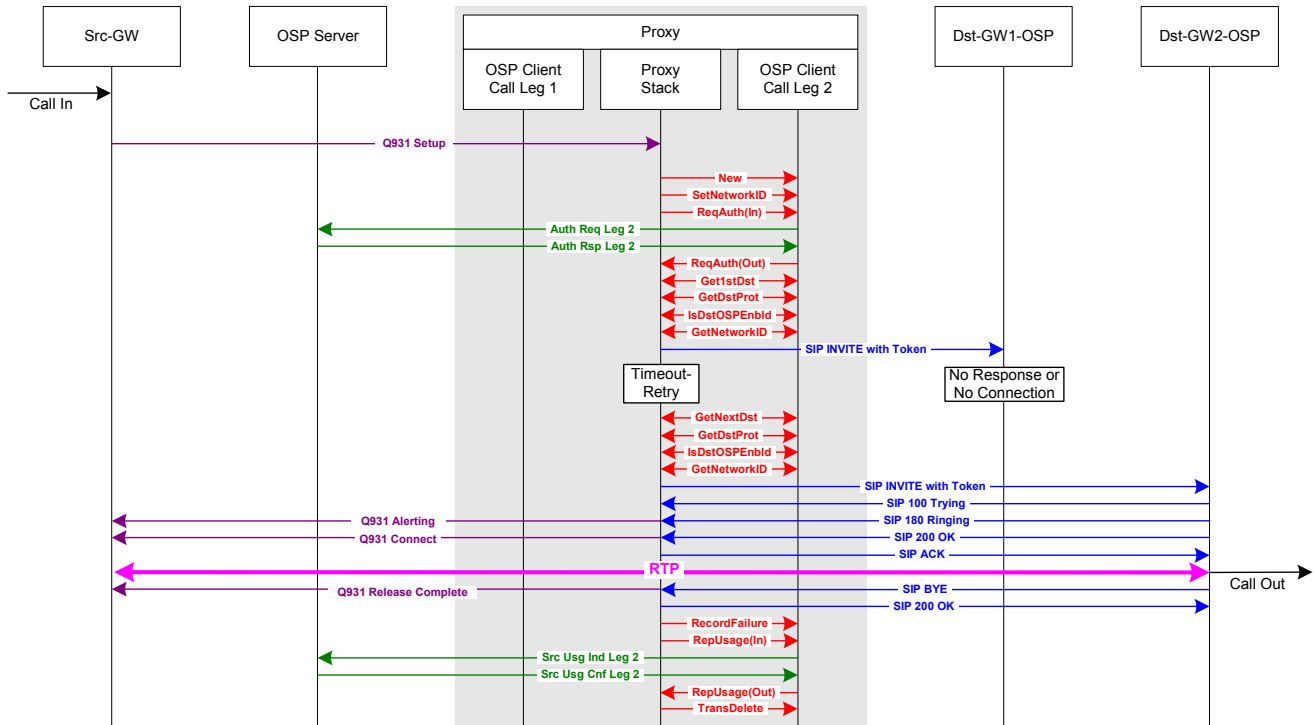 Src-GW
OSP Server
Proxy
Dst-GW1-OSP
Dst-GW2-OSP
OSP Client
Call Leg 1
Proxy
Stack
OSP Client
Call Leg 2
Call In
Q931 Setup
New
SetNetworkID
ReqAuth(In)
Auth Req Leg 2
Auth Rsp Leg 2
ReqAuth(Out)
Get1stDst
GetDstProt
IsDstOSPEnbld
GetNetworkID
SIP INVITE with Token
Timeout-
Retry
No Response or
No Connection
GetNextDst
GetDstProt
IsDstOSPEnbld
GetNetworkID
SIP INVITE with Token
SIP 100 Trying
Q931 Alerting
SIP 180 Ringing
Q931 Connect
SIP 200 OK
SIP ACK
RTP
Call Out
Q931 Release Complete
SIP BYE
SIP 200 OK
RecordFailure
RepUsage(In)
Src Usg Ind Leg 2
Src Usg Cnf Leg 2
RepUsage(Out)
TransDelete